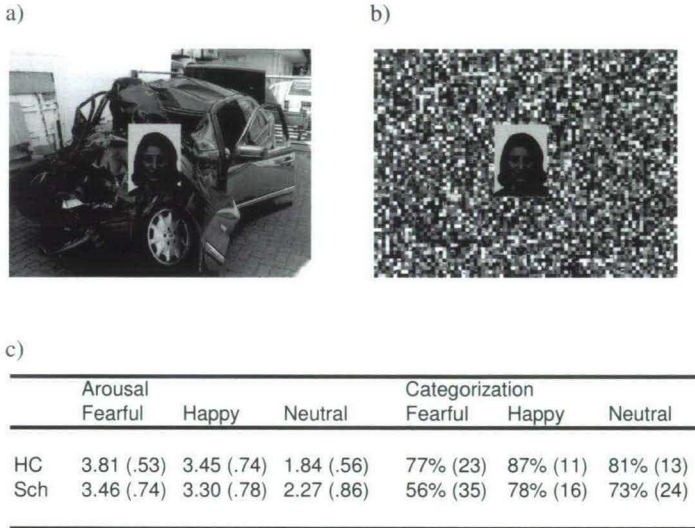 a)
b)
c)
Arousal Categorization
Fearful Happy Neutral Fearful Happy Neutral
HC 3.81 (.53) 3.45 (.74) 1.84 (.56) 77% (23) 87% (11) 81% (13)
Sch 3.46 (.74) 3.30 (.78) 2.27 (.86) 56% (35) 78% (16) 73% (24)